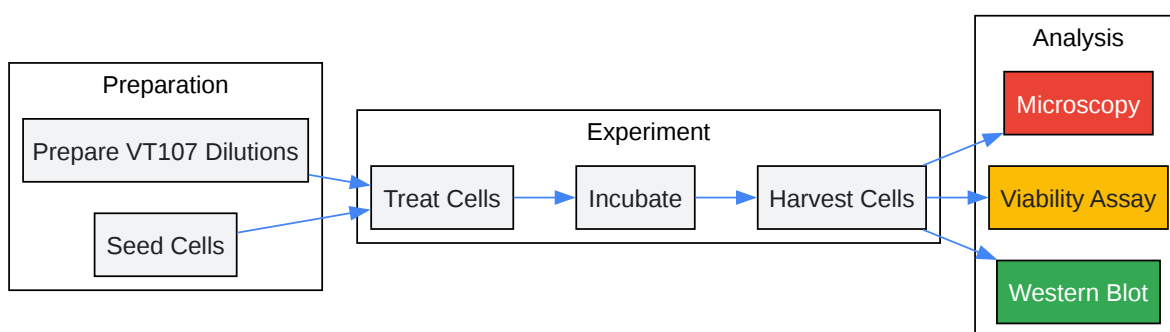 Preparation
Prepare VT107 Dilutions
Seed Cells
Experiment
Treat Cells
Incubate
Harvest Cells
Analysis
Microscopy
Viability Assay
Western Blot